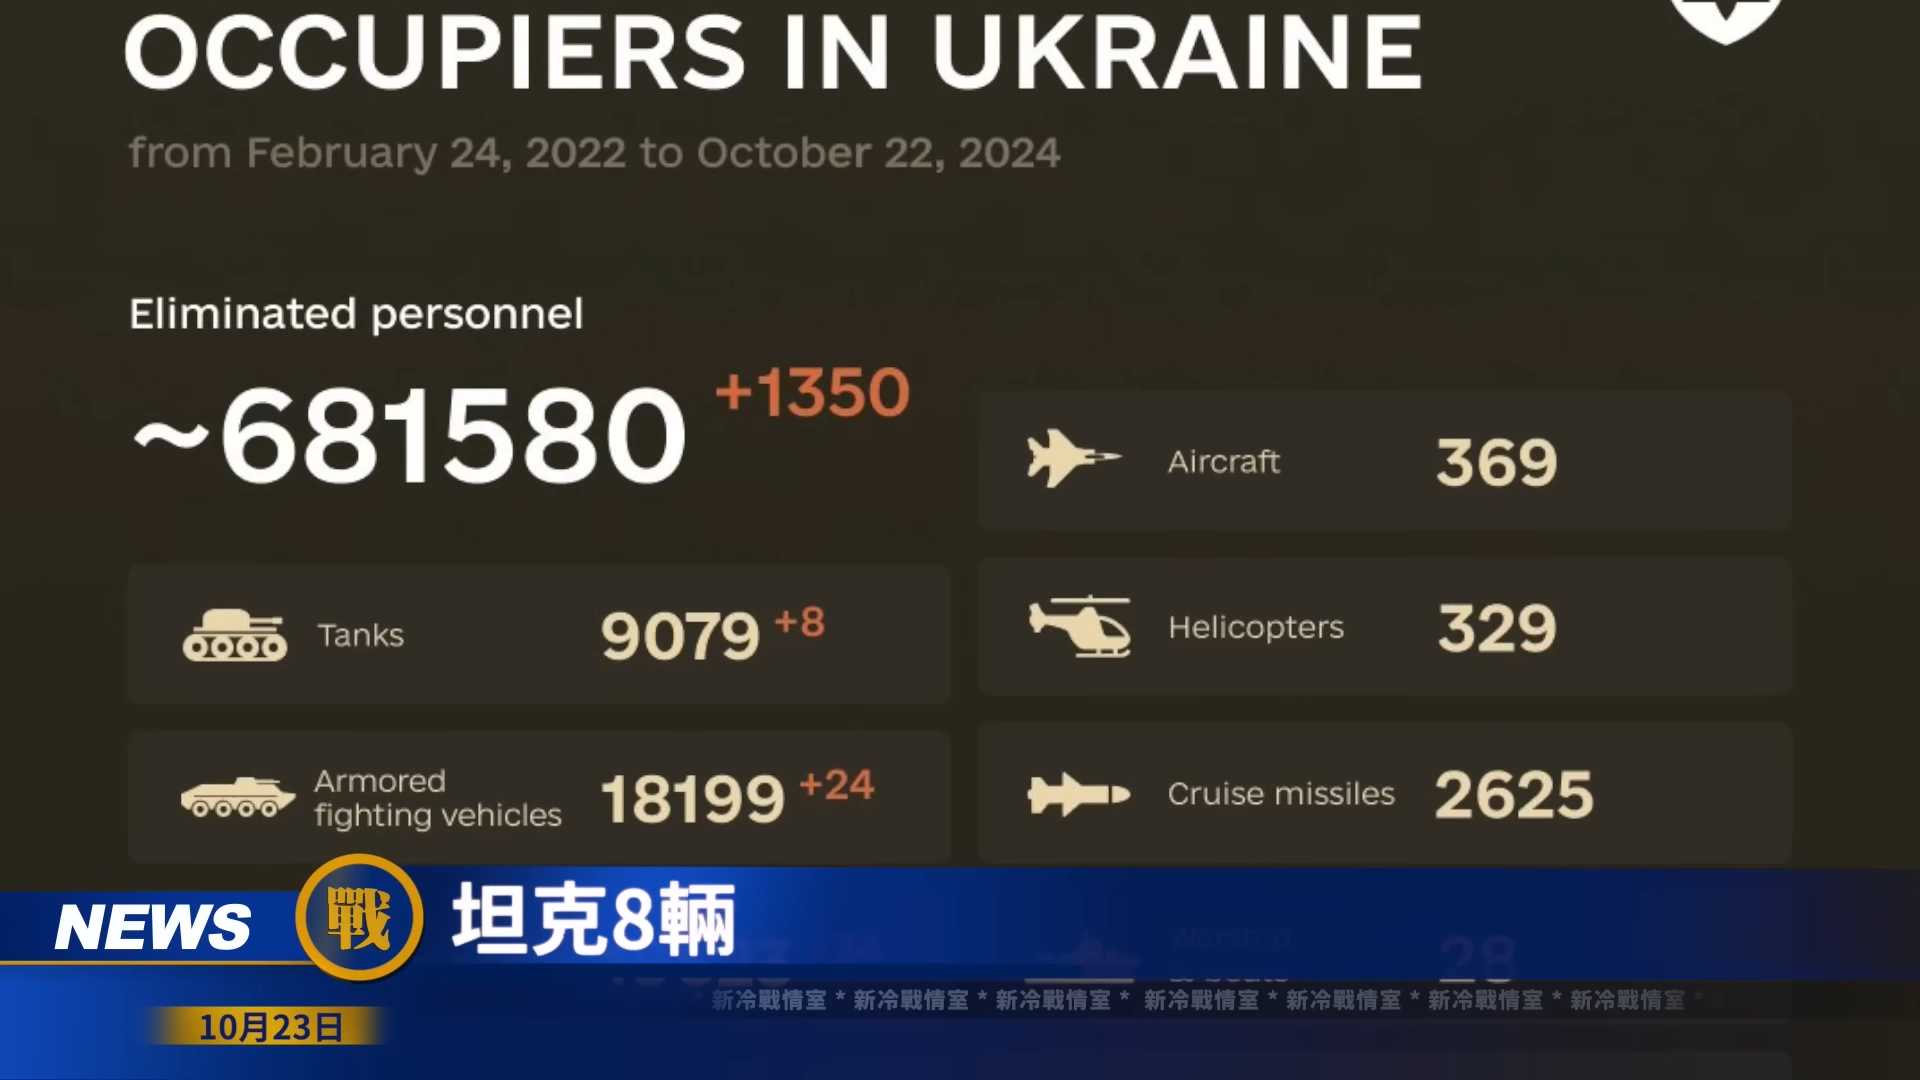 OCCUPIERS IN UKRAINE
from February 24, 2022 to October 22, 2024
Eliminated personnel
~681580 +1350
Aircraft 369
Tanks 9079 +8
Helicopters 329
Armored
fighting vehicles 18199 +24
Cruise missiles 2625
NEWS 戰 坦克8輛
28
* 新冷戰情室 * 新冷戰情室 * 新冷戰情室 * 新冷戰情室 * 新冷戰情室 * 新冷戰情室 * 新冷戰情室 *
10月23日